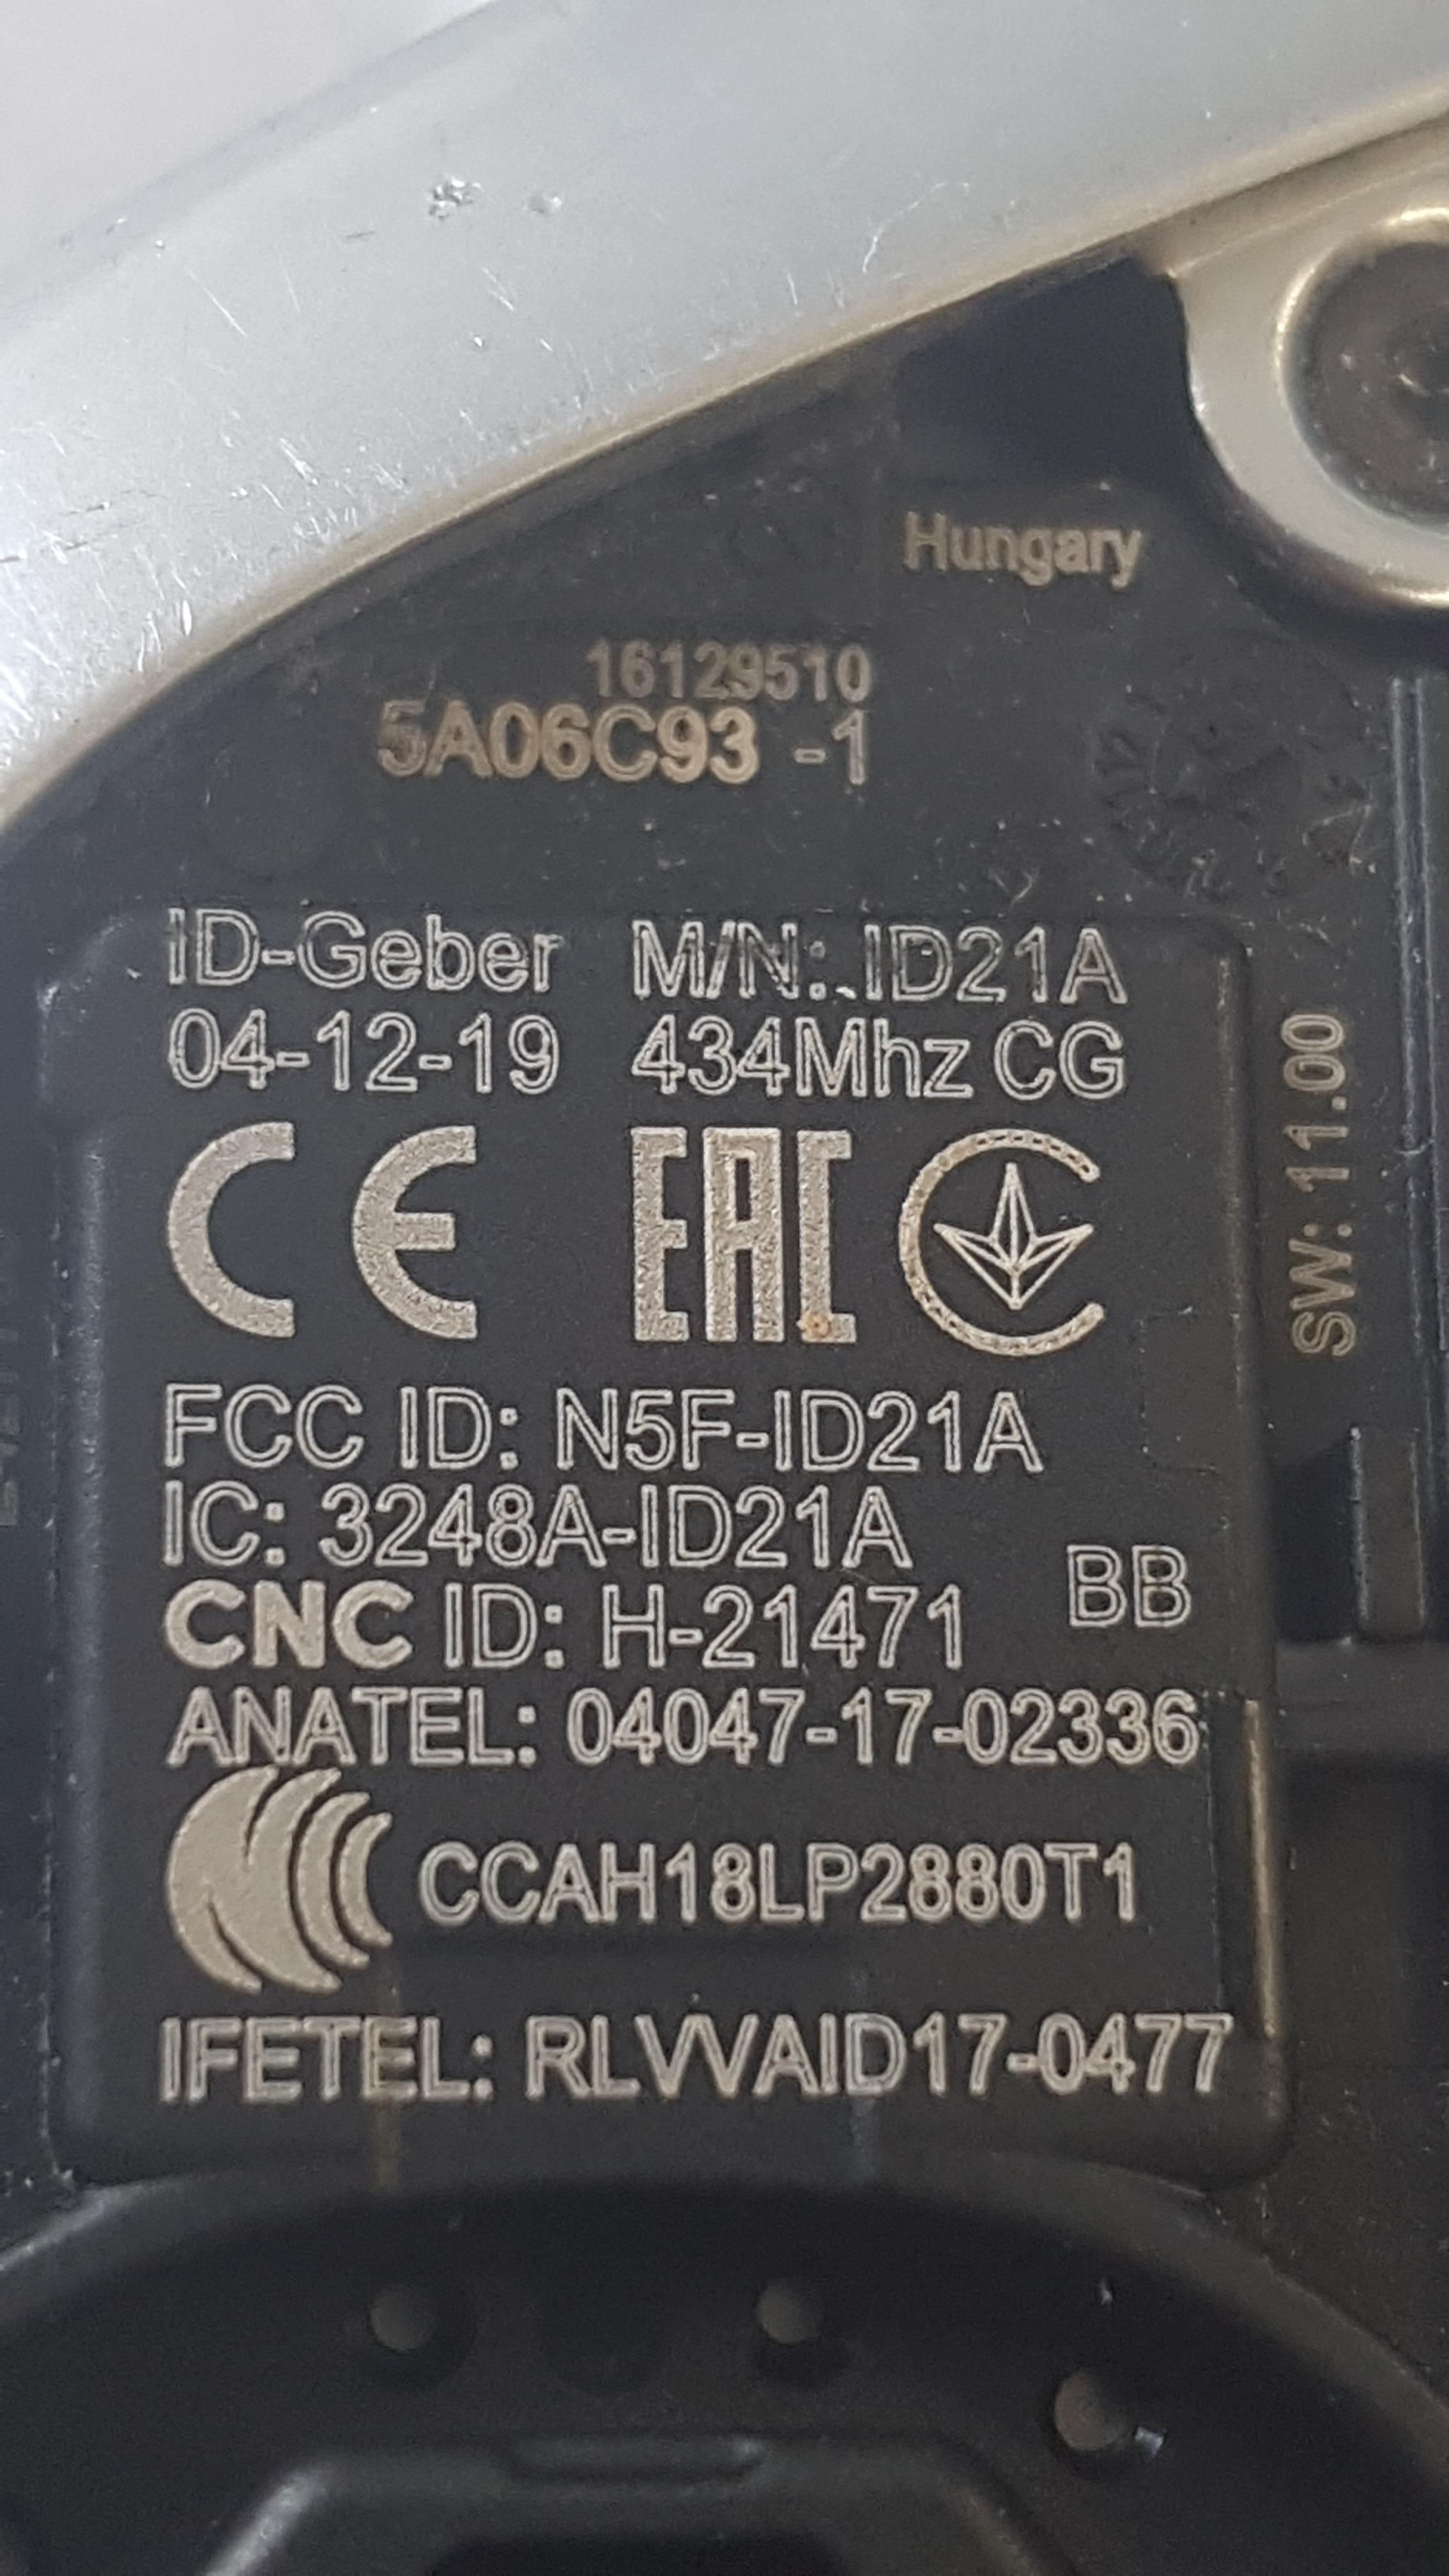 Hungary
16129510
5A06C93 -1
ID-Geber M/N: ID21A
04-12-19 434Mhz CG
CE EAC
SW: 11.00
FCC ID: N5F-ID21A
IC: 3248A-ID21A
BB
CNC ID: H-21471
ANATEL: 04047-17-02336
CCAH18LP2880T1
IFETEL: RLVVAID17-0477